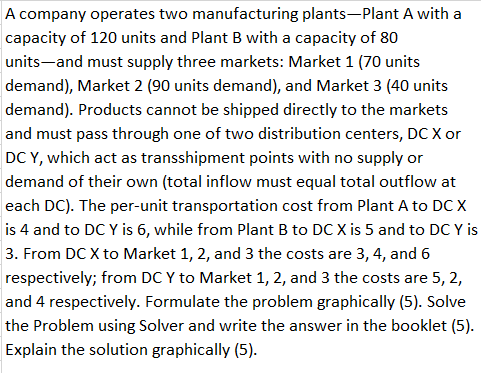 A company operates two manufacturing plants—Plant A with a
capacity of 120 units and Plant B with a capacity of 80
units—and must supply three markets: Market 1 (70 units
demand), Market 2 (90 units demand), and Market 3 (40 units
demand). Products cannot be shipped directly to the markets
and must pass through one of two distribution centers, DC X or
DC Y, which act as transshipment points with no supply or
demand of their own (total inflow must equal total outflow at
each DC). The per-unit transportation cost from Plant A to DC X
is 4 and to DC Y is 6, while from Plant B to DC X is 5 and to DC Y is
3. From DC X to Market 1, 2, and 3 the costs are 3, 4, and 6
respectively; from DC Y to Market 1, 2, and 3 the costs are 5, 2,
and 4 respectively. Formulate the problem graphically (5). Solve
the Problem using Solver and write the answer in the booklet (5).
Explain the solution graphically (5).